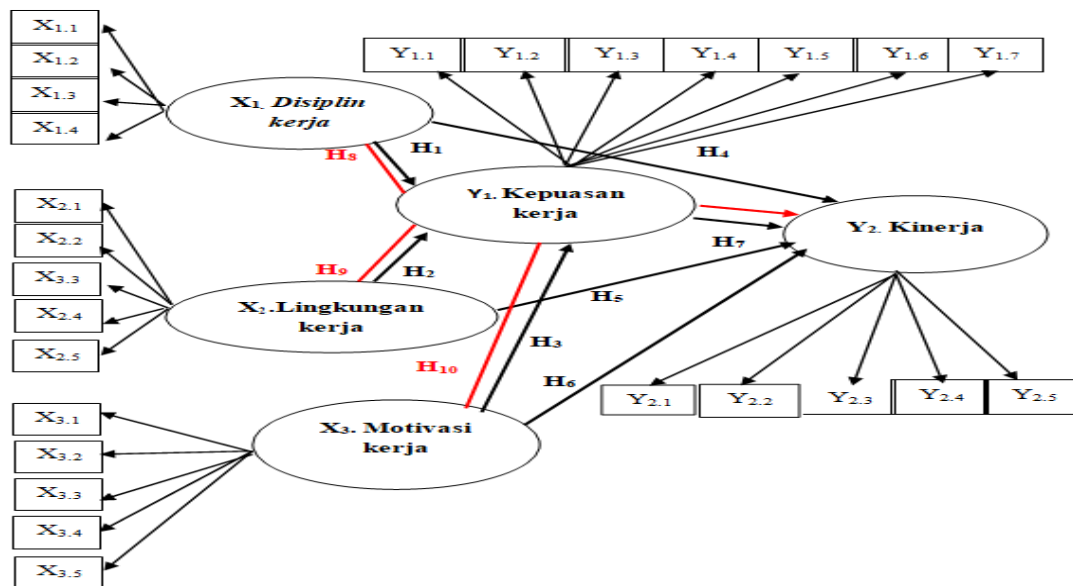 X1.1
X1.2
X1.3
X1.4
Y1.1
Y1.2
Y1.3
Y1.4
Y1.5
Y1.6
Y1.7
X1. Disiplin
kerja
H8
H1
H4
Y1. Kepuasan
kerja
X2.1
X2.2
X3.3
X2.4
X2.5
H9
H2
H7
Y2. Kinerja
X2.Lingkungan
kerja
H5
H3
H10
H6
Y2.1
Y2.2
Y2.3
Y2.4
Y2.5
X3.1
X3.2
X3.3
X3.4
X3.5
X3. Motivasi
kerja